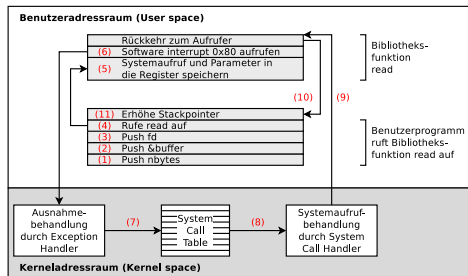 Benutzeradressraum (User space)
Rückkehr zum Aufrufer
(6) Software interrupt 0x80 aufrufen
(5) Systemaufruf und Parameter in
die Register speichern
Bibliotheks-
funktion
read
(10)
(9)
(11) Erhöhe Stackpointer
(4) Rufe read auf
(3) Push fd
(2) Push &buffer
(1) Push nbytes
Benutzerprogramm
ruft Bibliotheks-
funktion read auf
Ausnahme-
behandlung
durch Exception
Handler
(7)
System
Call
Table
(8)
Systemaufruf-
behandlung
durch System
Call Handler
Kerneladressraum (Kernel space)